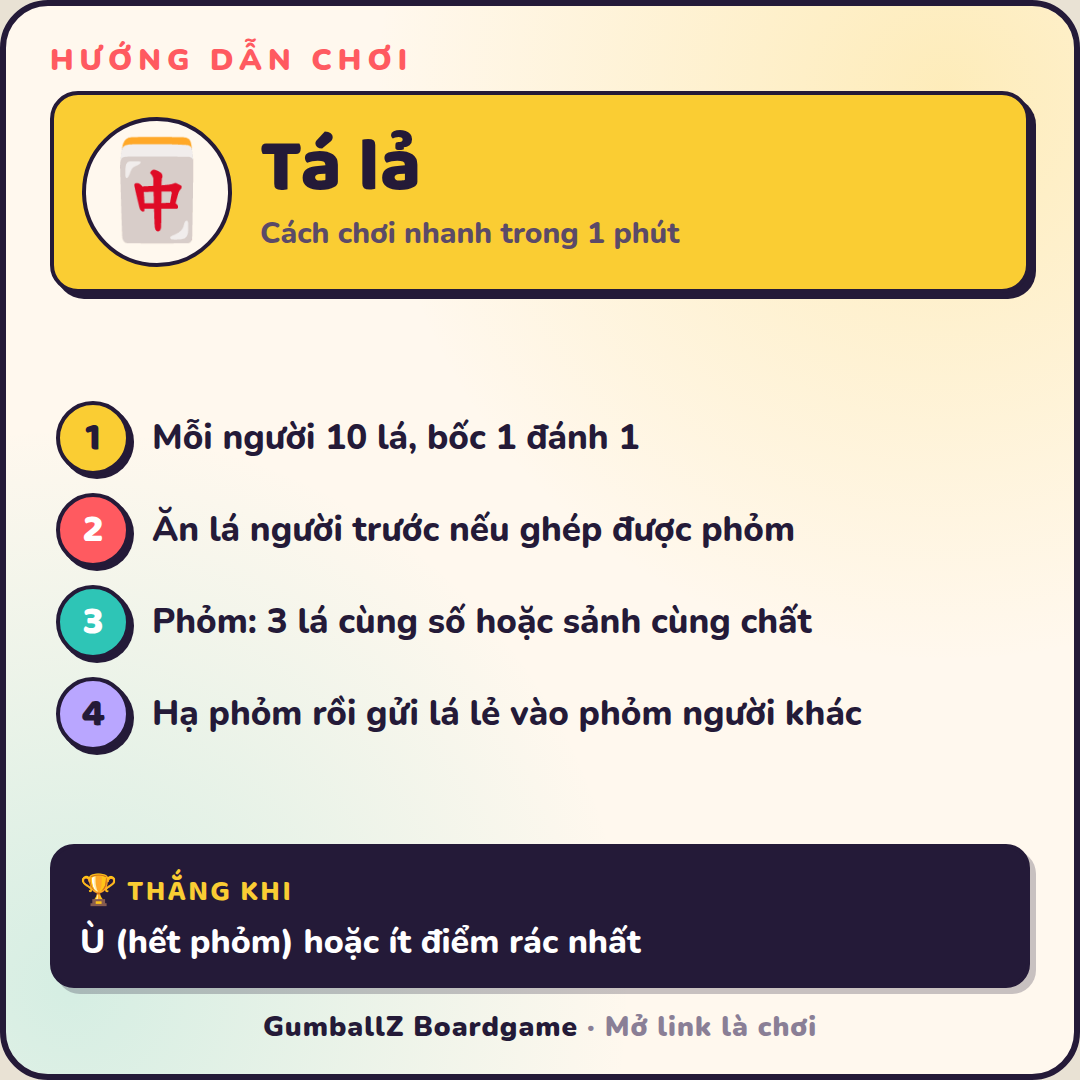 HƯỚNG DẪN CHƠI
中
Tá lả
Cách chơi nhanh trong 1 phút
1 Mỗi người 10 lá, bốc 1 đánh 1
2 Ăn lá người trước nếu ghép được phỏm
3 Phỏm: 3 lá cùng số hoặc sảnh cùng chất
4 Hạ phỏm rồi gửi lá lẻ vào phỏm người khác
🏆 THẮNG KHI
Ù (hết phỏm) hoặc ít điểm rác nhất
GumballZ Boardgame · Mở link là chơi